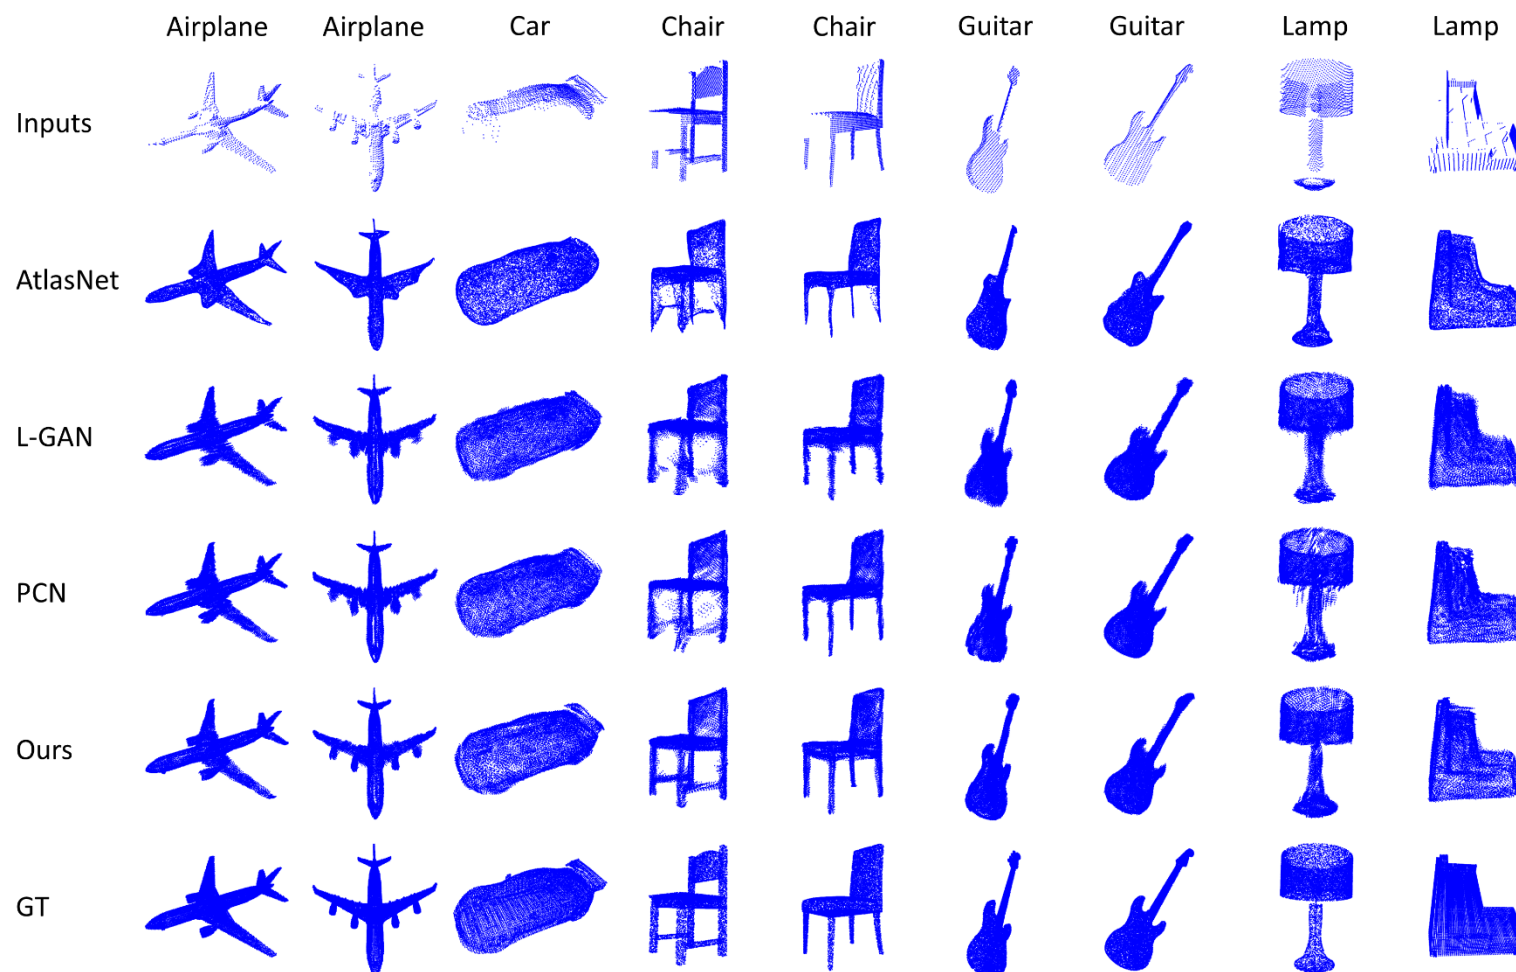 Airplane Airplane Car Chair Chair Guitar Guitar Lamp Lamp
Inputs
AtlasNet
L-GAN
PCN
Ours
GT